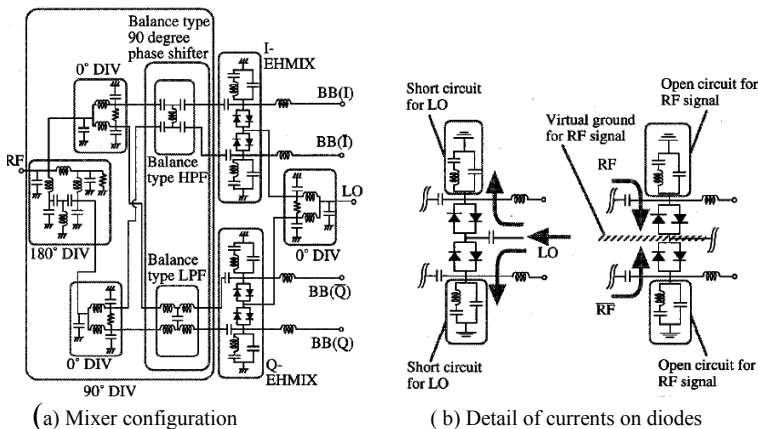 Balance type
90 degree
phase shifter
I-
EHMIX
0° DIV
BB(I)
BB(Ī)
RF
Balance
type HPF
LO
180° DIV
Balance
type LPF
0° DIV
BB(Q̄)
BB(Q)
0° DIV
90° DIV
Q-
EHMIX
(a) Mixer configuration
Short circuit
for LO
LO
Short circuit
for LO
Open circuit for
RF signal
Virtual ground
for RF signal
RF
R̄F̄
Open circuit for
RF signal
( b) Detail of currents on diodes